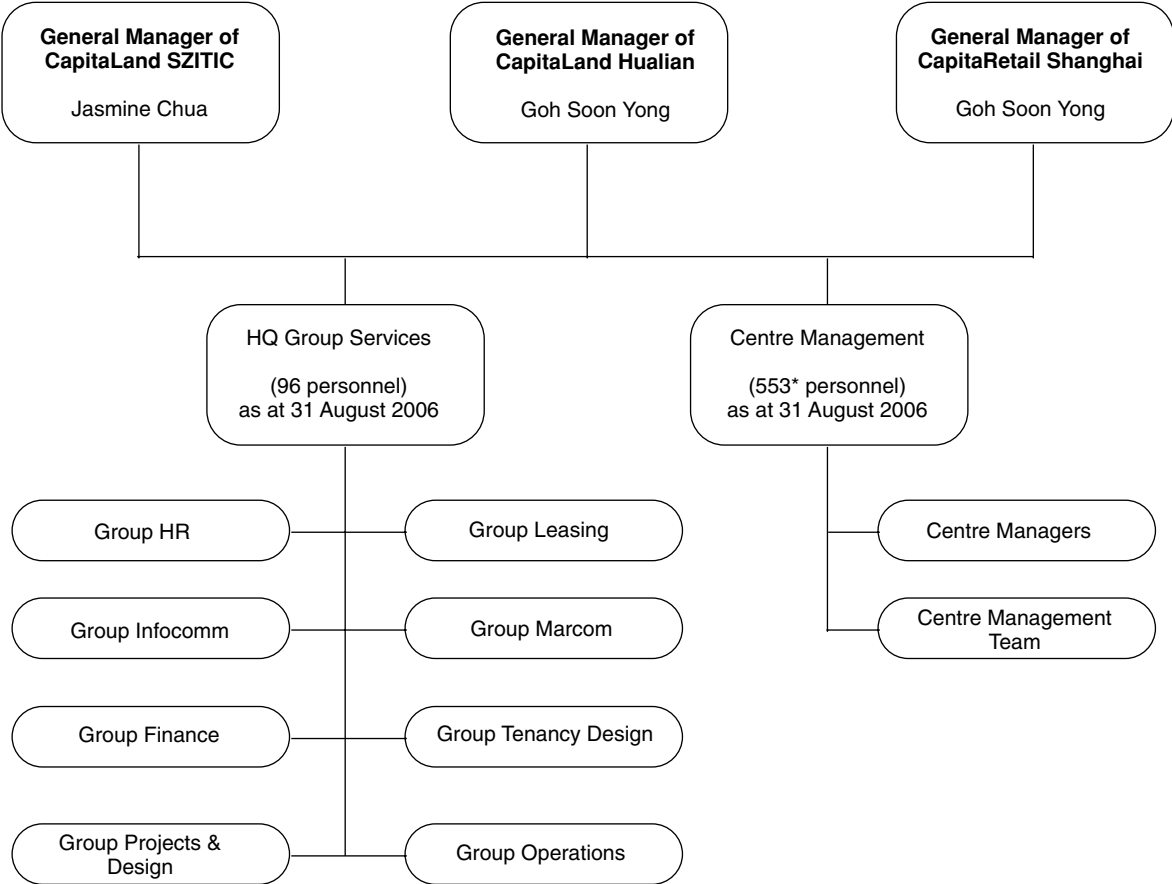 General Manager of
CapitaLand SZITIC
Jasmine Chua
General Manager of
CapitaLand Hualian
Goh Soon Yong
General Manager of
CapitaRetail Shanghai
Goh Soon Yong
HQ Group Services
(96 personnel)
as at 31 August 2006
Centre Management
(553* personnel)
as at 31 August 2006
Group HR
Group Leasing
Centre Managers
Group Infocomm
Group Marcom
Centre Management
Team
Group Finance
Group Tenancy Design
Group Projects &
Design
Group Operations